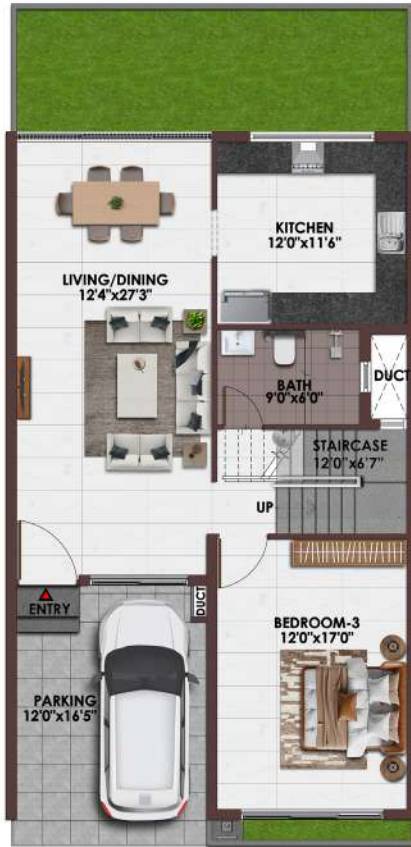 KITCHEN
12'0"x11'6"
LIVING/DINING
12'4"x27'3"
DUCT
BATH
9'0"x6'0"
STAIRCASE
12'0"x6'7"
UP
ENTRY
DUCT
BEDROOM-3
12'0"x17'0"
PARKING
12'0"x16'5"